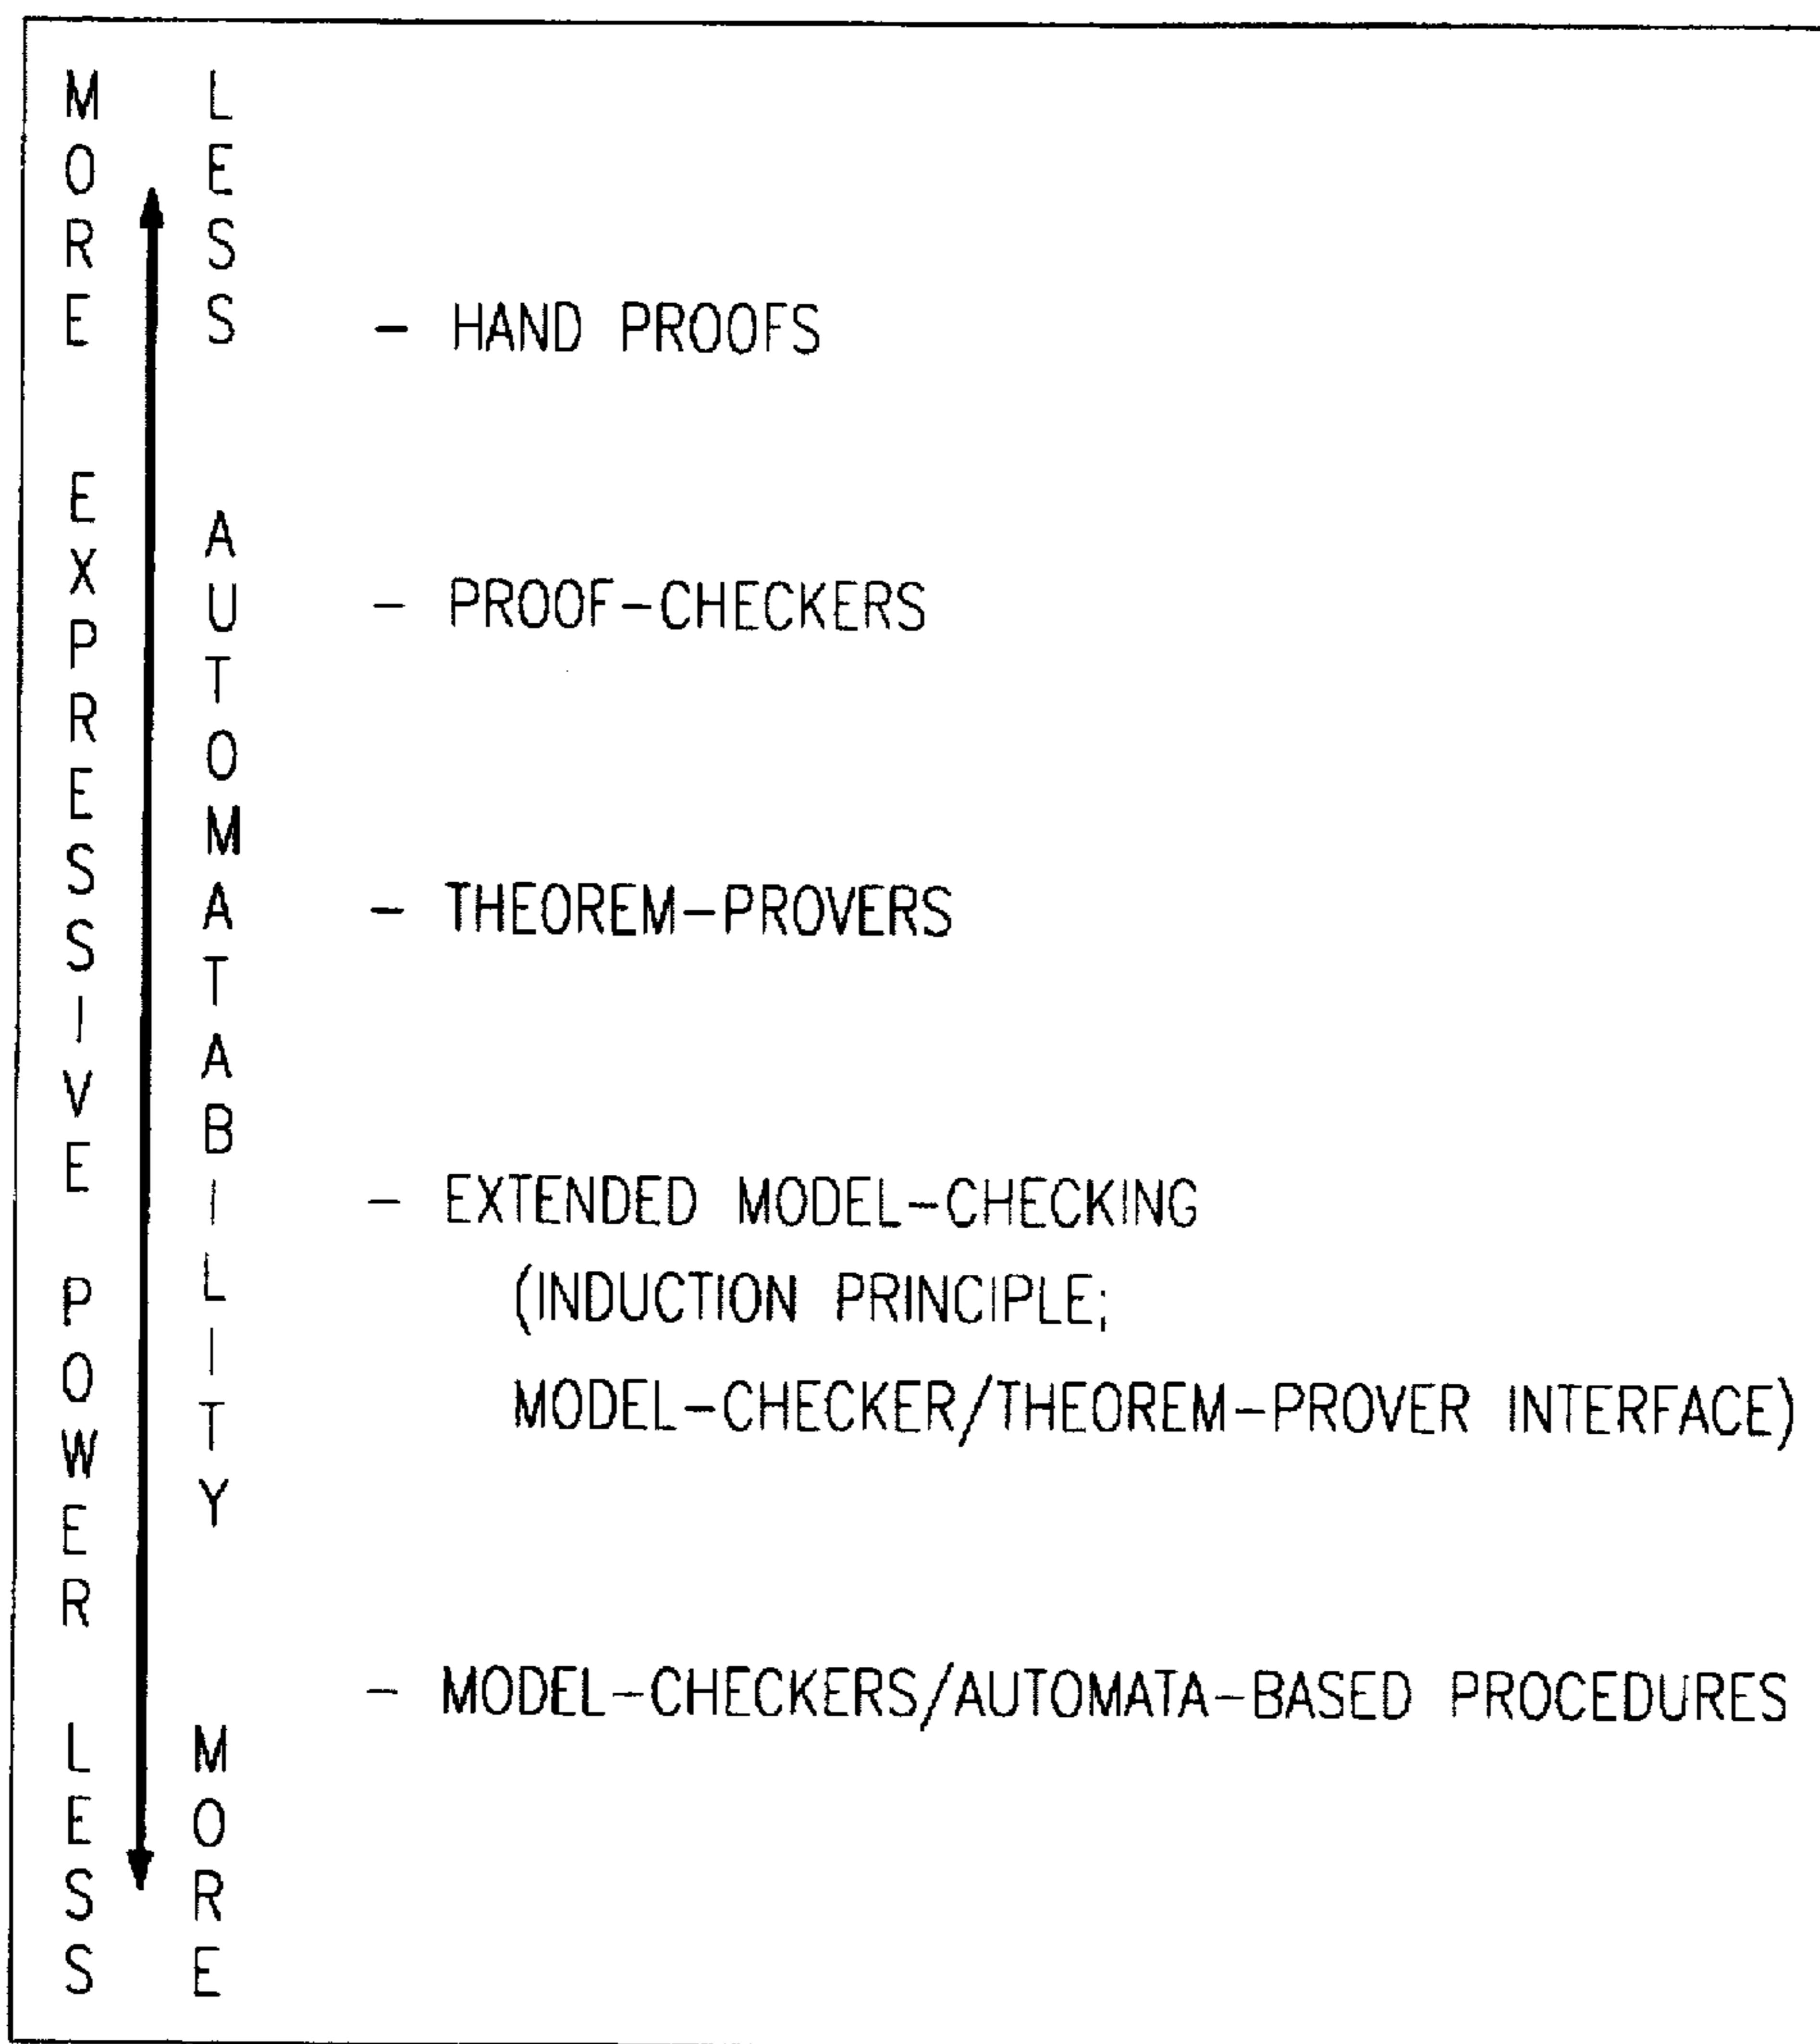 MORE EXPRESSIVE POWER LESS
LESS AUTOMATABILITY MORE
- HAND PROOFS
- PROOF-CHECKERS
- THEOREM-PROVERS
- EXTENDED MODEL-CHECKING
(INDUCTION PRINCIPLE;
MODEL-CHECKER/THEOREM-PROVER INTERFACE)
- MODEL-CHECKERS/AUTOMATA-BASED PROCEDURES